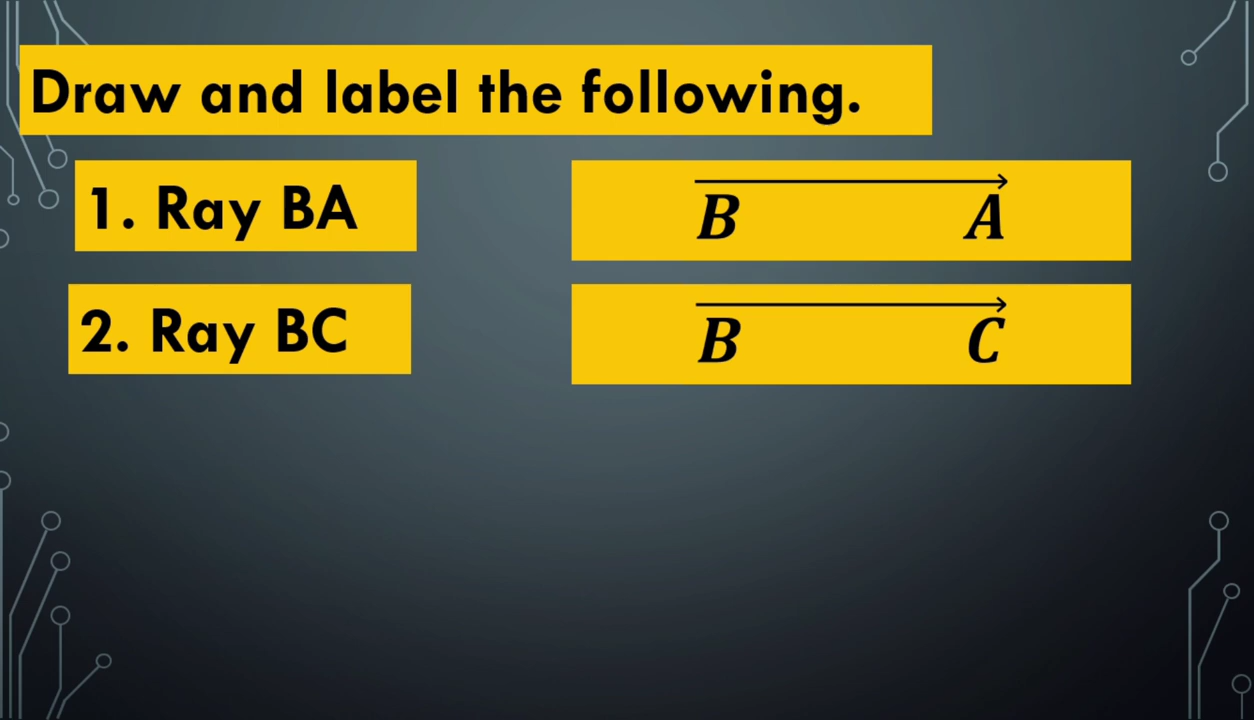 Draw and label the following.
1. Ray BA
B A
2. Ray BC
B C